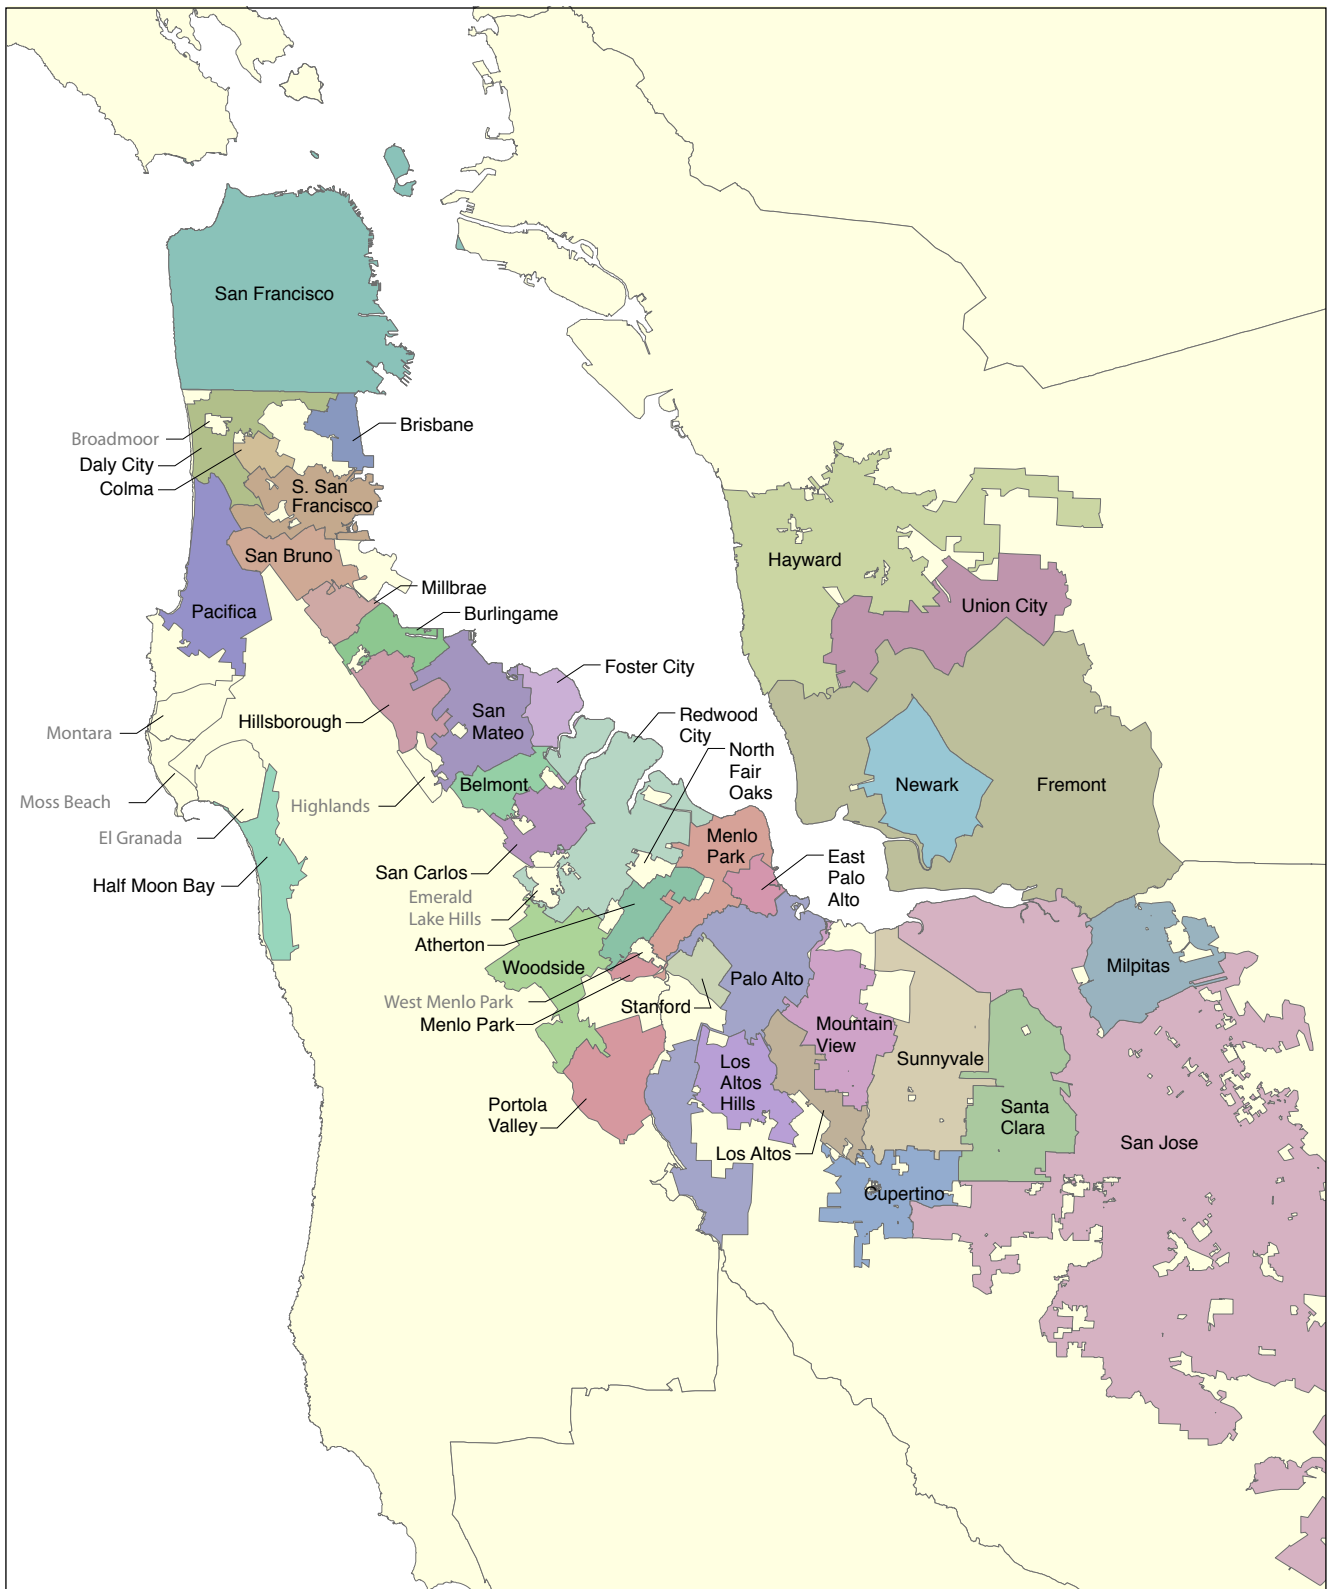 San Francisco
Brisbane
Broadmoor
Daly City
Colma
S. San
Francisco
San Bruno
Hayward
Millbrae
Union City
Pacifica
Burlingame
Foster City
Hillsborough
San
Mateo
Redwood
City
Montara
North
Fair
Oaks
Belmont
Newark
Fremont
Moss Beach
Highlands
El Granada
Menlo
Park
San Carlos
East
Palo
Alto
Half Moon Bay
Emerald
Lake Hills
Atherton
Woodside
Palo Alto
Milpitas
West Menlo Park
Stanford
Menlo Park
Mountain
View
Sunnyvale
Los
Altos
Hills
Portola
Valley
Santa
Clara
San Jose
Los Altos
Cupertino